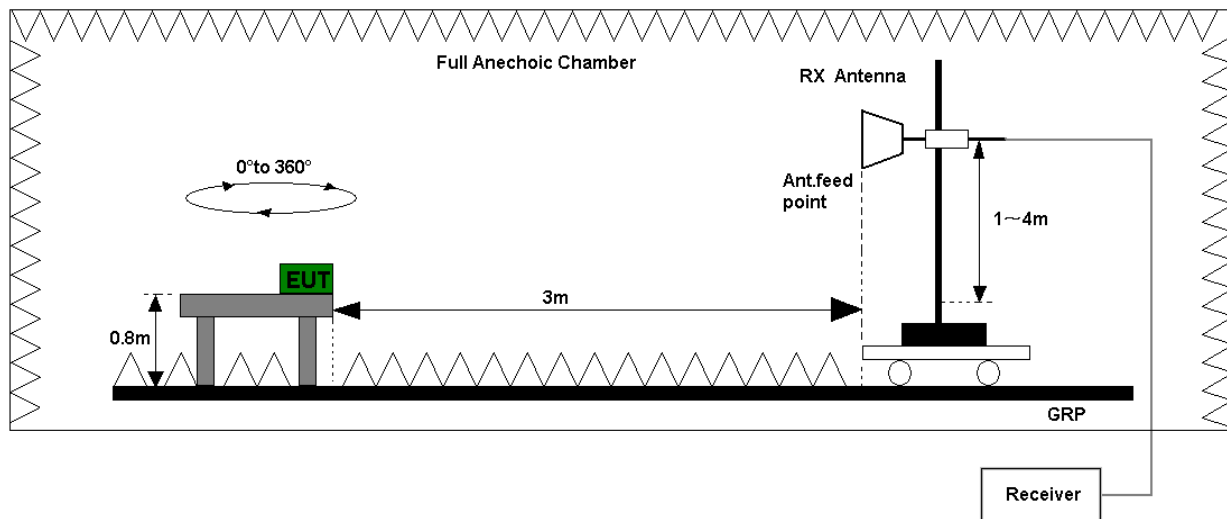 Full Anechoic Chamber
RX Antenna
0°to 360°
Ant.feed
point
1～4m
EUT
3m
0.8m
GRP
Receiver